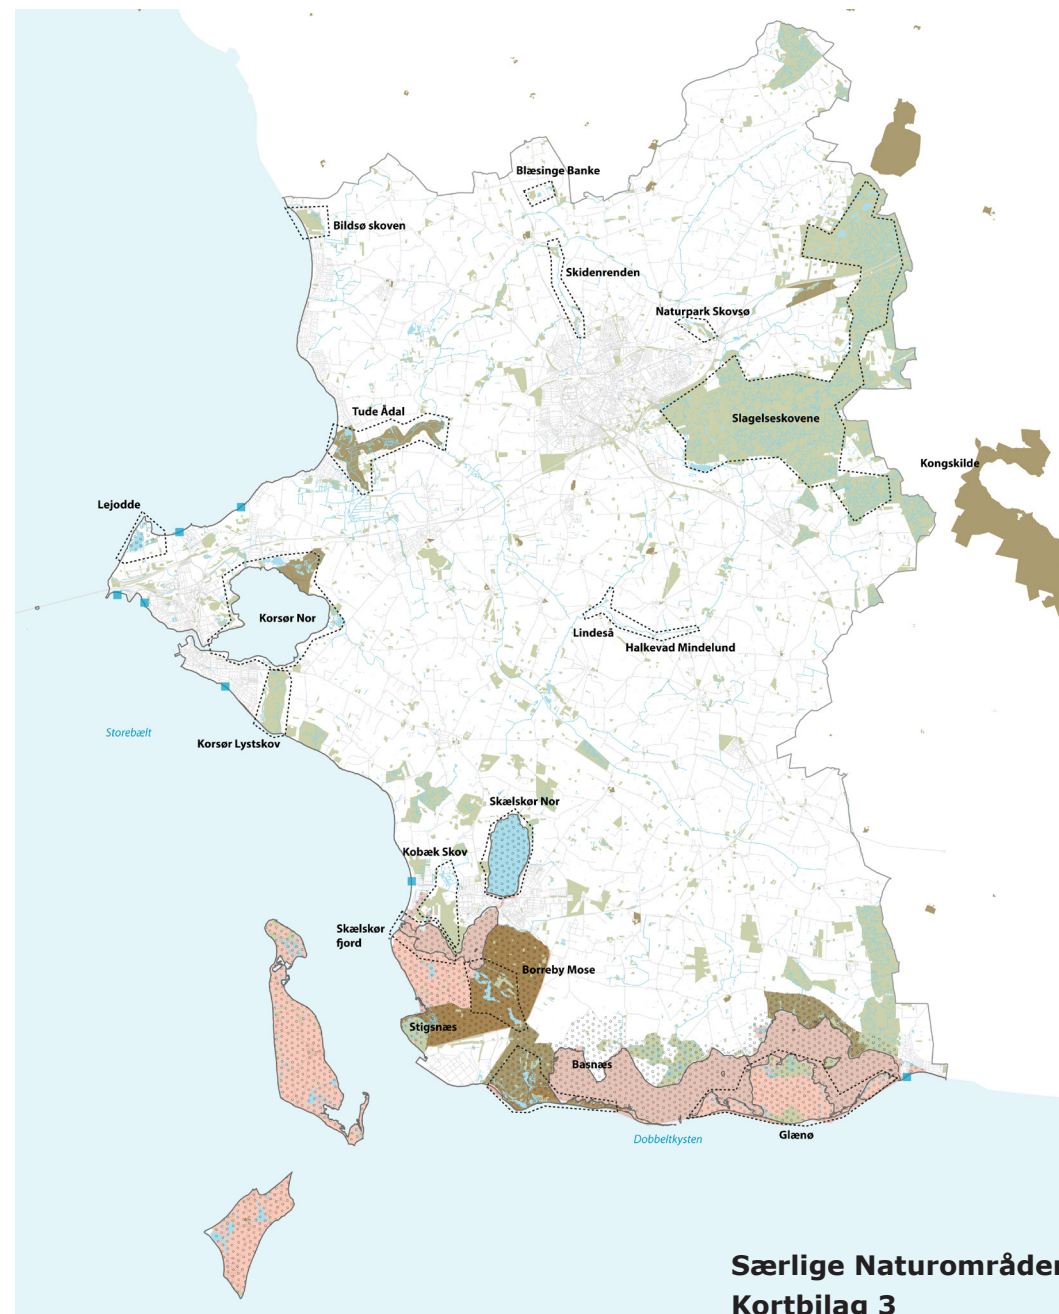 Blæsinge Banke
Bildsø skoven
Skidenrenden
Naturpark Skovsø
Tude Ådal
Slagelseskovene
Kongskilde
Lejodde
Korsør Nor
Lindeså
Halkevad Mindelund
Storebælt
Korsør Lystskov
Skælskør Nor
Kobæk Skov
Skælskør
fjord
Borreby Mose
Stigsnæs
Basnæs
Glænø
Dobbeltkysten
Særlige Naturområder
Kortbilag 3